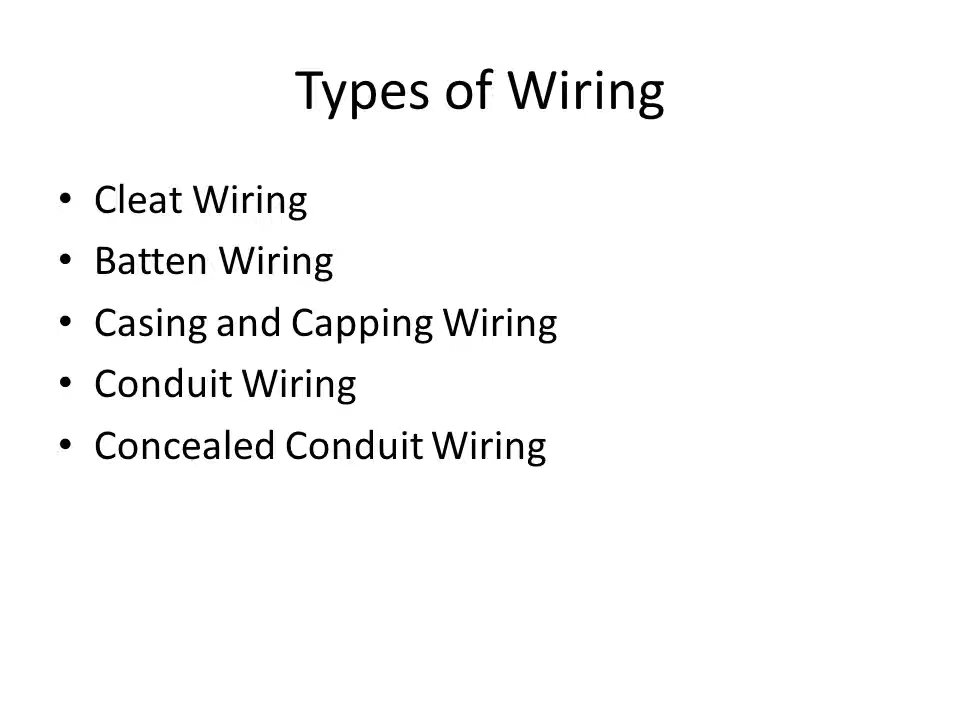 Types of Wiring
• Cleat Wiring
• Batten Wiring
• Casing and Capping Wiring
• Conduit Wiring
• Concealed Conduit Wiring